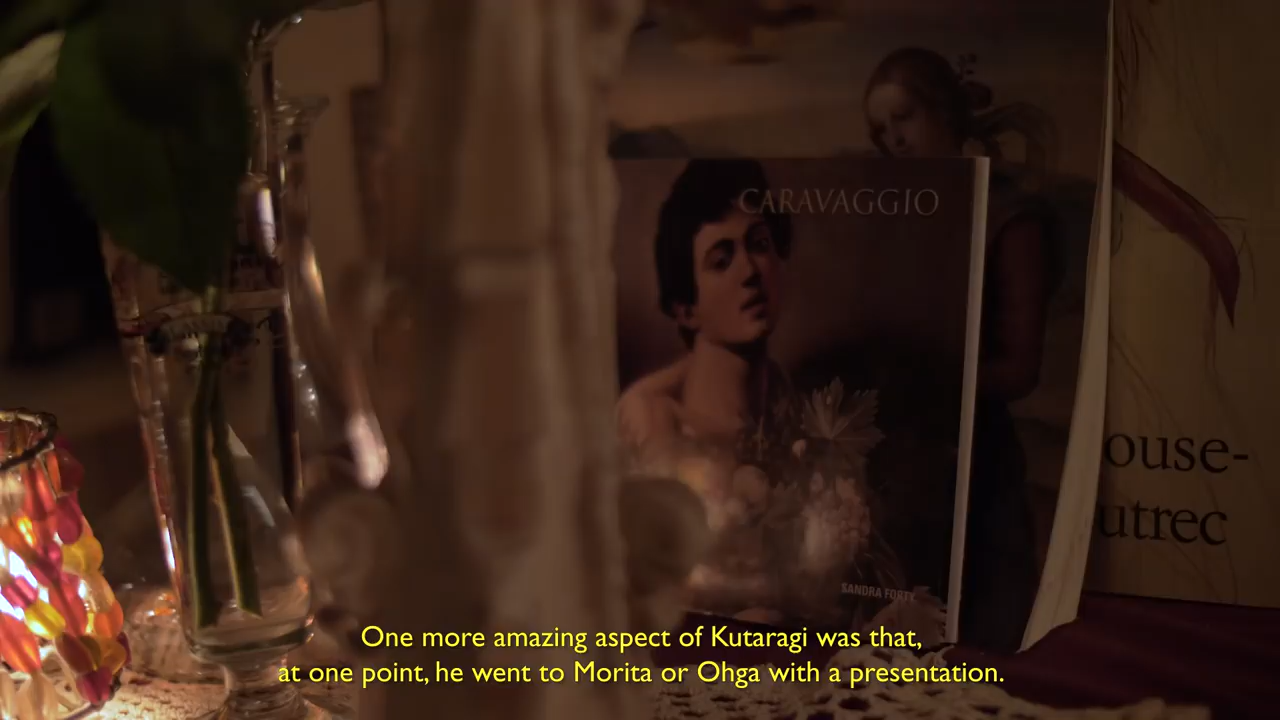 CARAVAGGIO
ouse-
utrec
SANDRA FORTY
One more amazing aspect of Kutaragi was that,
at one point, he went to Morita or Ohga with a presentation.